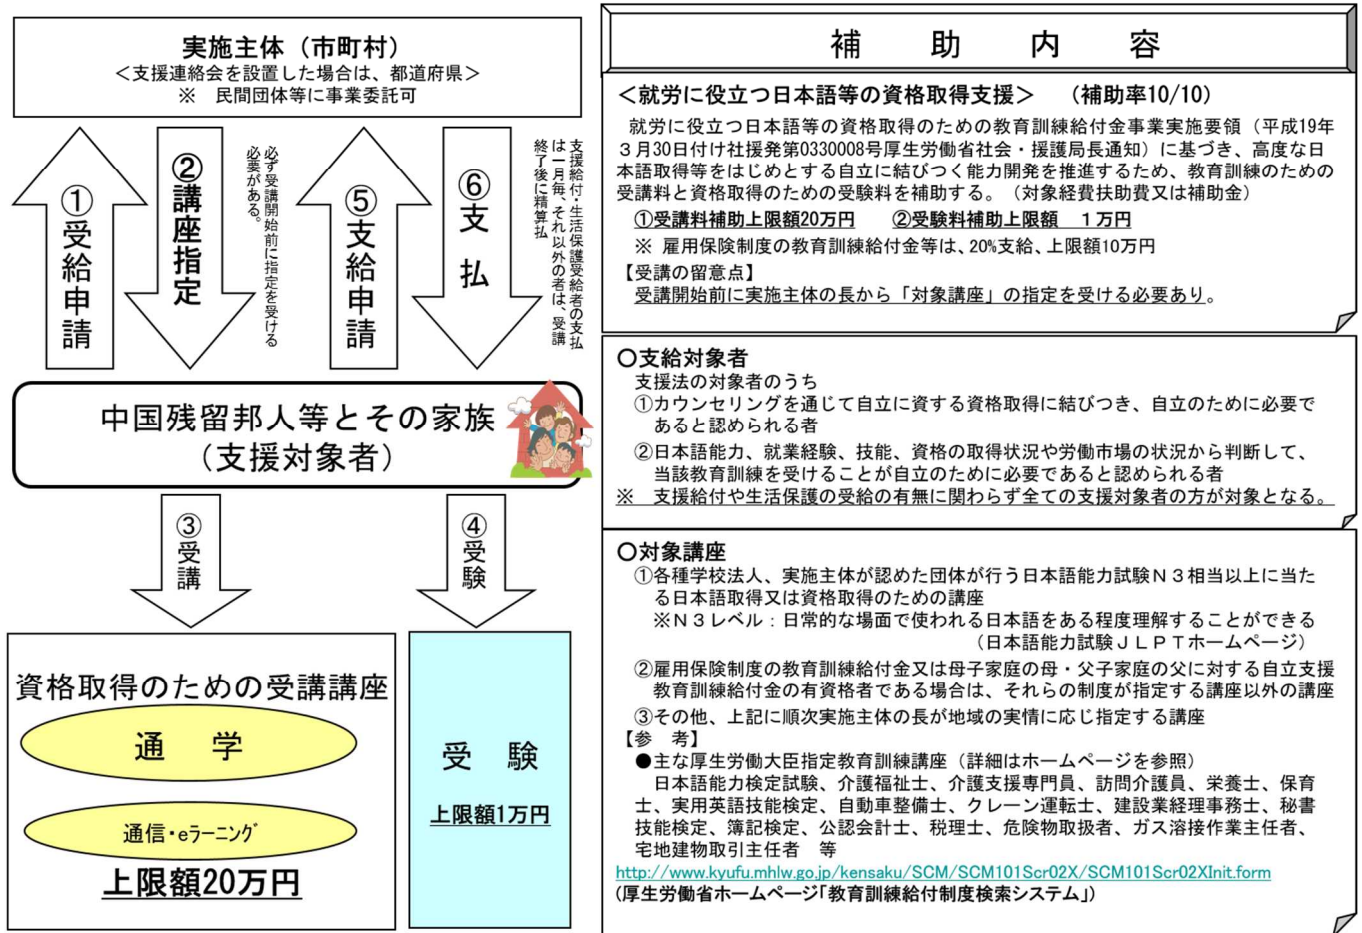 実施主体（市町村）
＜支援連絡会を設置した場合は、都道府県＞
※　民間団体等に事業委託可
①受給申請
②講座指定
必ず受講開始前に指定を受ける
必要がある。
⑤支給申請
⑥支　払
支援給付・生活保護受給者の支払
は一月毎、それ以外の者は、受講
終了後に精算払
中国残留邦人等とその家族
（支援対象者）
③受講
④受験
資格取得のための受講講座
通　学
通信・eラーニング
上限額20万円
受　験
上限額1万円
補　助　内　容
＜就労に役立つ日本語等の資格取得支援＞　（補助率10/10）
就労に役立つ日本語等の資格取得のための教育訓練給付金事業実施要領（平成19年
３月30日付け社援発第0330008号厚生労働省社会・援護局長通知）に基づき、高度な日
本語取得等をはじめとする自立に結びつく能力開発を推進するため、教育訓練のための
受講料と資格取得のための受験料を補助する。（対象経費扶助費又は補助金）
①受講料補助上限額20万円　②受験料補助上限額　１万円
※ 雇用保険制度の教育訓練給付金等は、20%支給、上限額10万円
【受講の留意点】
受講開始前に実施主体の長から「対象講座」の指定を受ける必要あり。
○支給対象者
支援法の対象者のうち
①カウンセリングを通じて自立に資する資格取得に結びつき、自立のために必要で
あると認められる者
②日本語能力、就業経験、技能、資格の取得状況や労働市場の状況から判断して、
当該教育訓練を受けることが自立のために必要であると認められる者
※　支援給付や生活保護の受給の有無に関わらず全ての支援対象者の方が対象となる。
○対象講座
①各種学校法人、実施主体が認めた団体が行う日本語能力試験Ｎ３相当以上に当た
る日本語取得又は資格取得のための講座
※Ｎ３レベル：日常的な場面で使われる日本語をある程度理解することができる
（日本語能力試験ＪＬＰＴホームページ）
②雇用保険制度の教育訓練給付金又は母子家庭の母・父子家庭の父に対する自立支援
教育訓練給付金の有資格者である場合は、それらの制度が指定する講座以外の講座
③その他、上記に順次実施主体の長が地域の実情に応じ指定する講座
【参　考】
●主な厚生労働大臣指定教育訓練講座（詳細はホームページを参照）
日本語能力検定試験、介護福祉士、介護支援専門員、訪問介護員、栄養士、保育
士、実用英語技能検定、自動車整備士、クレーン運転士、建設業経理事務士、秘書
技能検定、簿記検定、公認会計士、税理士、危険物取扱者、ガス溶接作業主任者、
宅地建物取引主任者　等
http://www.kyufu.mhlw.go.jp/kensaku/SCM/SCM101Scr02X/SCM101Scr02XInit.form
(厚生労働省ホームページ「教育訓練給付制度検索システム」)